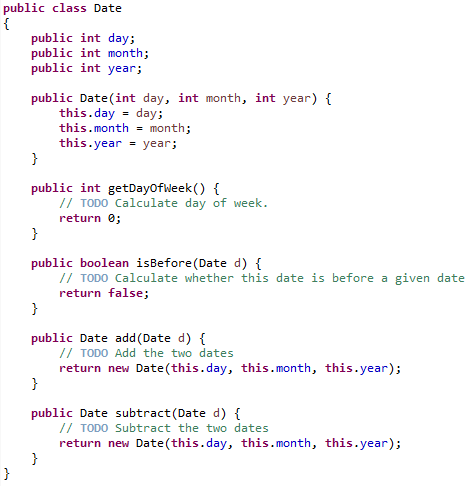 public class Date
{
    public int day;
    public int month;
    public int year;

    public Date(int day, int month, int year) {
        this.day = day;
        this.month = month;
        this.year = year;
    }

    public int getDayOfWeek() {
        // TODO Calculate day of week.
        return 0;
    }

    public boolean isBefore(Date d) {
        // TODO Calculate whether this date is before a given date
        return false;
    }

    public Date add(Date d) {
        // TODO Add the two dates
        return new Date(this.day, this.month, this.year);
    }

    public Date subtract(Date d) {
        // TODO Subtract the two dates
        return new Date(this.day, this.month, this.year);
    }
}